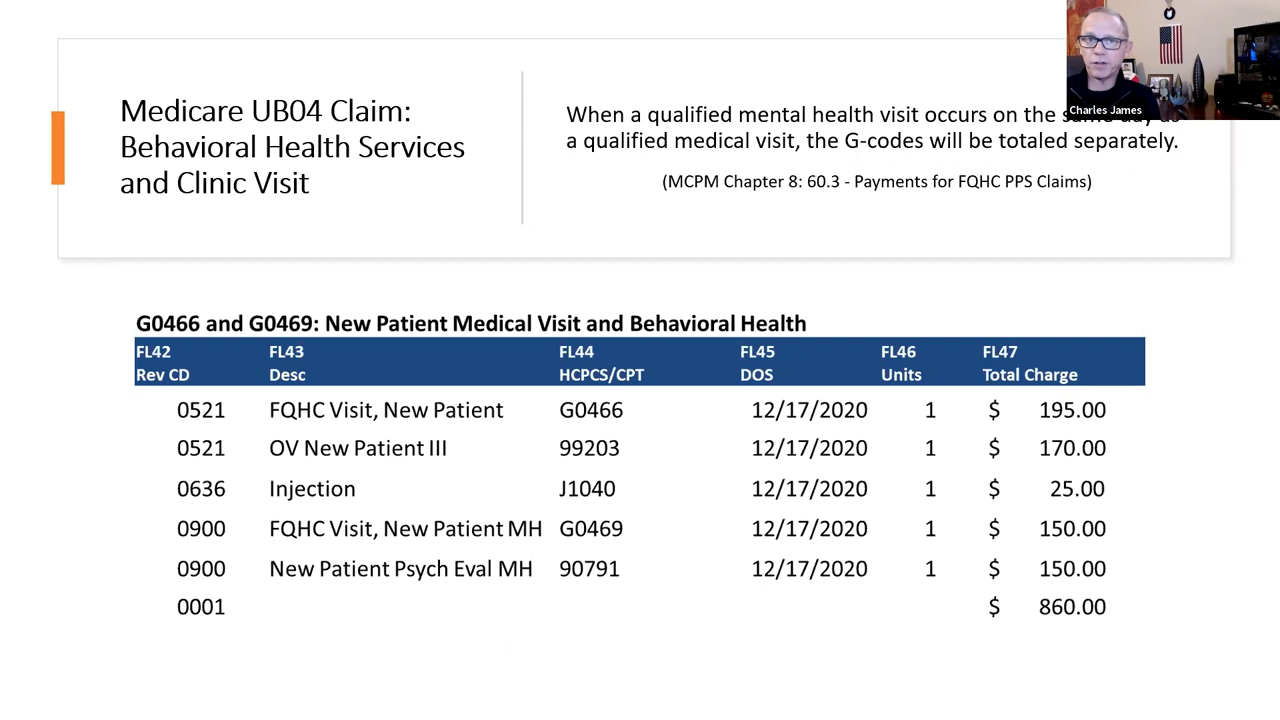 Medicare UB04 Claim:
Behavioral Health Services
and Clinic Visit
When a qualified mental health visit occurs on the same day as
a qualified medical visit, the G-codes will be totaled separately.
(MCPM Chapter 8: 60.3 - Payments for FQHC PPS Claims)
Charles James
G0466 and G0469: New Patient Medical Visit and Behavioral Health
FL42 FL43 FL44 FL45 FL46 FL47
Rev CD Desc HCPCS/CPT DOS Units Total Charge
0521 FQHC Visit, New Patient G0466 12/17/2020 1 $ 195.00
0521 OV New Patient III 99203 12/17/2020 1 $ 170.00
0636 Injection J1040 12/17/2020 1 $ 25.00
0900 FQHC Visit, New Patient MH G0469 12/17/2020 1 $ 150.00
0900 New Patient Psych Eval MH 90791 12/17/2020 1 $ 150.00
0001 $ 860.00